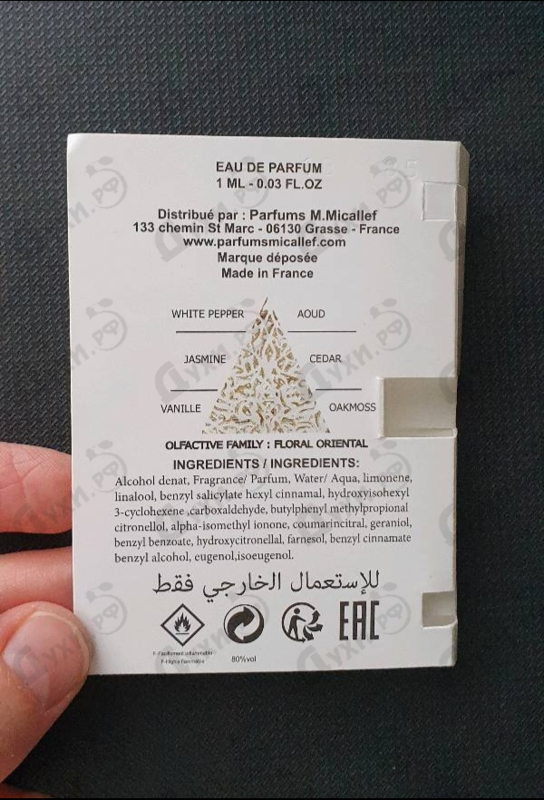 EAU DE PARFUM
1 ML - 0.03 FL.OZ
Distribué par : Parfums M.Micallef
133 chemin St Marc - 06130 Grasse - France
www.parfumsmicallef.com
Marque déposée
Made in France
WHITE PEPPER AOUD
JASMINE CEDAR
VANILLE OAKMOSS
OLFACTIVE FAMILY : FLORAL ORIENTAL
INGREDIENTS / INGREDIENTS:
Alcohol denat, Fragrance/ Parfum, Water/ Aqua, limonene,
linalool, benzyl salicylate hexyl cinnamal, hydroxyisohexyl
3-cyclohexene ,carboxaldchyde, butylphenyl methylpropional
citronellol, alpha-isomethyl ionone, coumarincitral, geraniol,
benzyl benzoate, hydroxycitronellal, farnesol, benzyl cinnamate
benzyl alcohol, eugenol,isoeugenol.
للإستعمال الخارجي فقط
EAC
80%vol
духи.рф